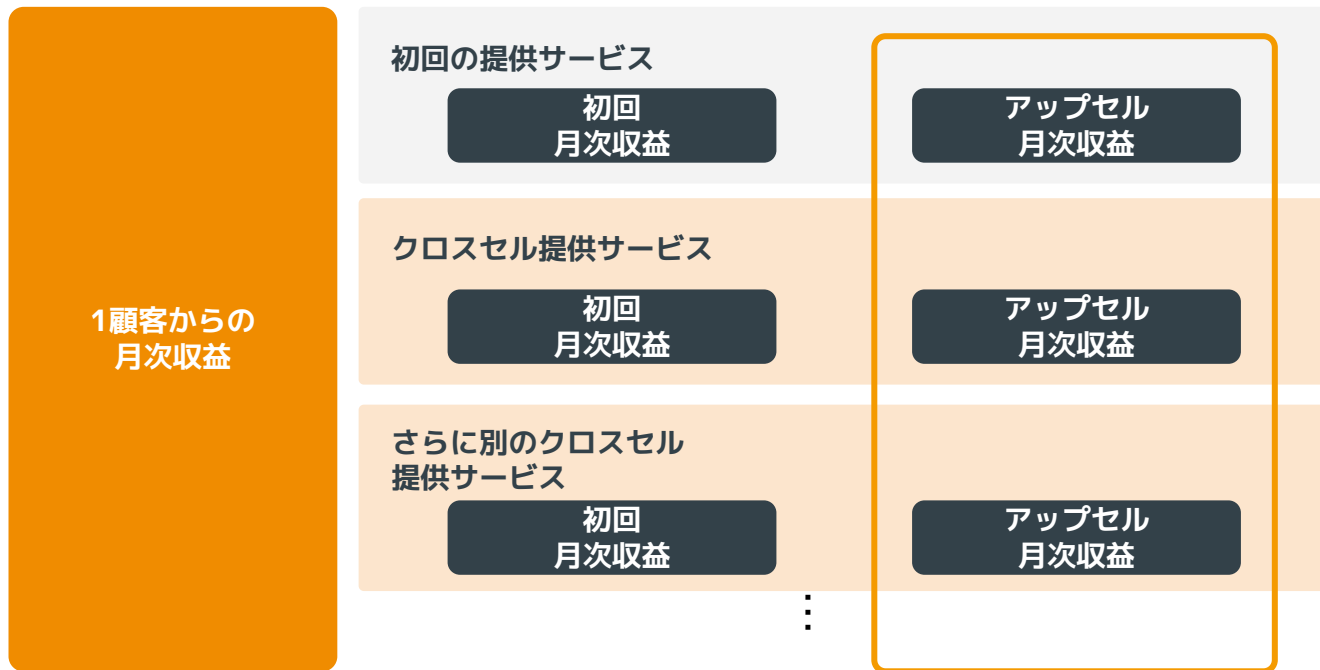 1顧客からの
月次収益
初回の提供サービス
初回
月次収益
アップセル
月次収益
クロスセル提供サービス
初回
月次収益
アップセル
月次収益
さらに別のクロスセル
提供サービス
初回
月次収益
アップセル
月次収益
⋮